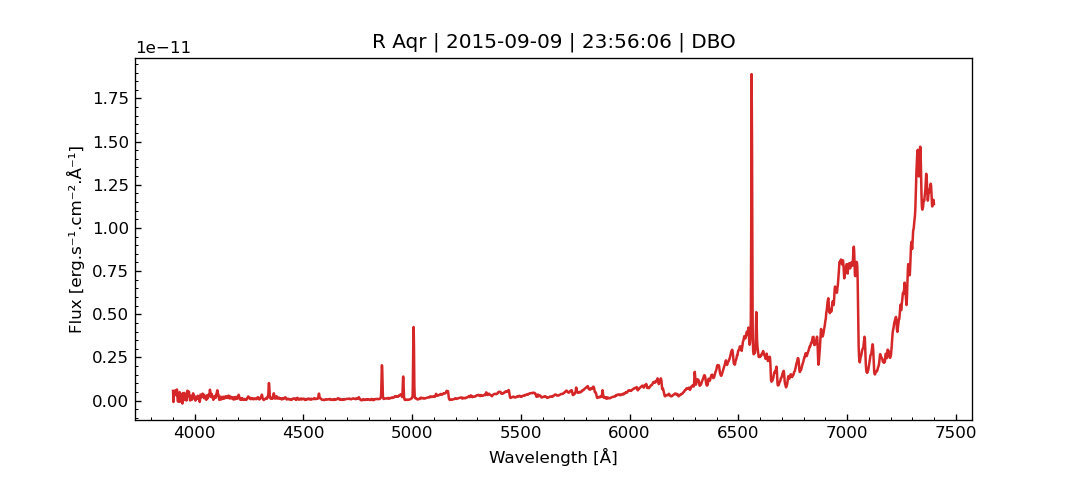 R Aqr | 2015-09-09 | 23:56:06 | DBO
1e−11
1.75
1.50
1.25
1.00
0.75
0.50
0.25
0.00
Flux [erg.s⁻¹.cm⁻².Å⁻¹]
4000 4500 5000 5500 6000 6500 7000 7500
Wavelength [Å]